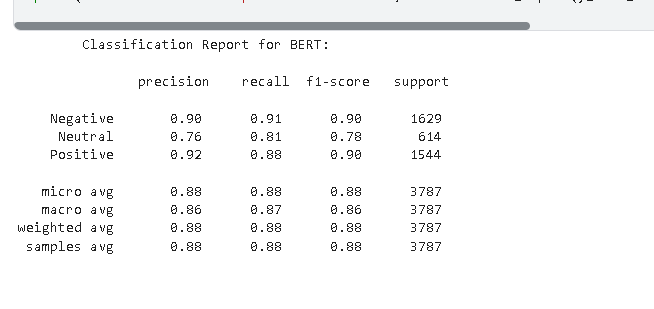 Classification Report for BERT:
precision recall f1-score support
Negative 0.90 0.91 0.90 1629
Neutral 0.76 0.81 0.78 614
Positive 0.92 0.88 0.90 1544
micro avg 0.88 0.88 0.88 3787
macro avg 0.86 0.87 0.86 3787
weighted avg 0.88 0.88 0.88 3787
samples avg 0.88 0.88 0.88 3787